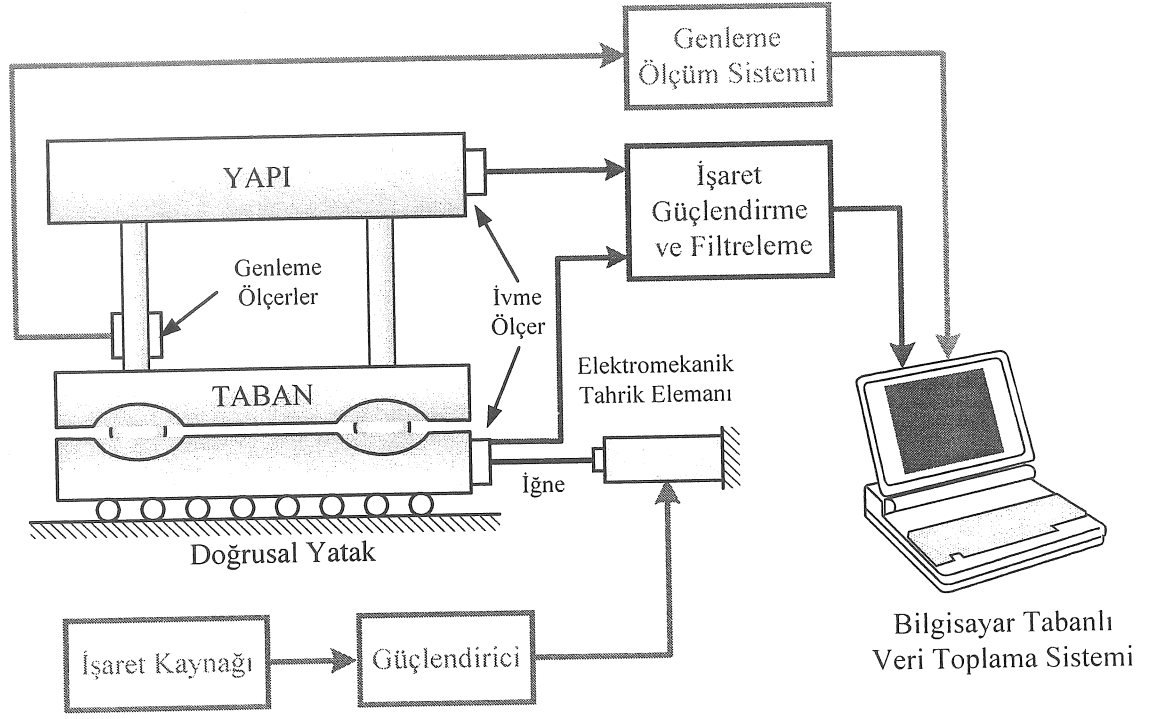 Genleme
Ölçüm Sistemi
YAPI
İşaret
Güçlendirme
ve Filtreleme
Genleme
Ölçerler
İvme
Ölçer
Elektromekanik
Tahrik Elemanı
TABAN
İğne
Doğrusal Yatak
İşaret Kaynağı
Güçlendirici
Bilgisayar Tabanlı
Veri Toplama Sistemi